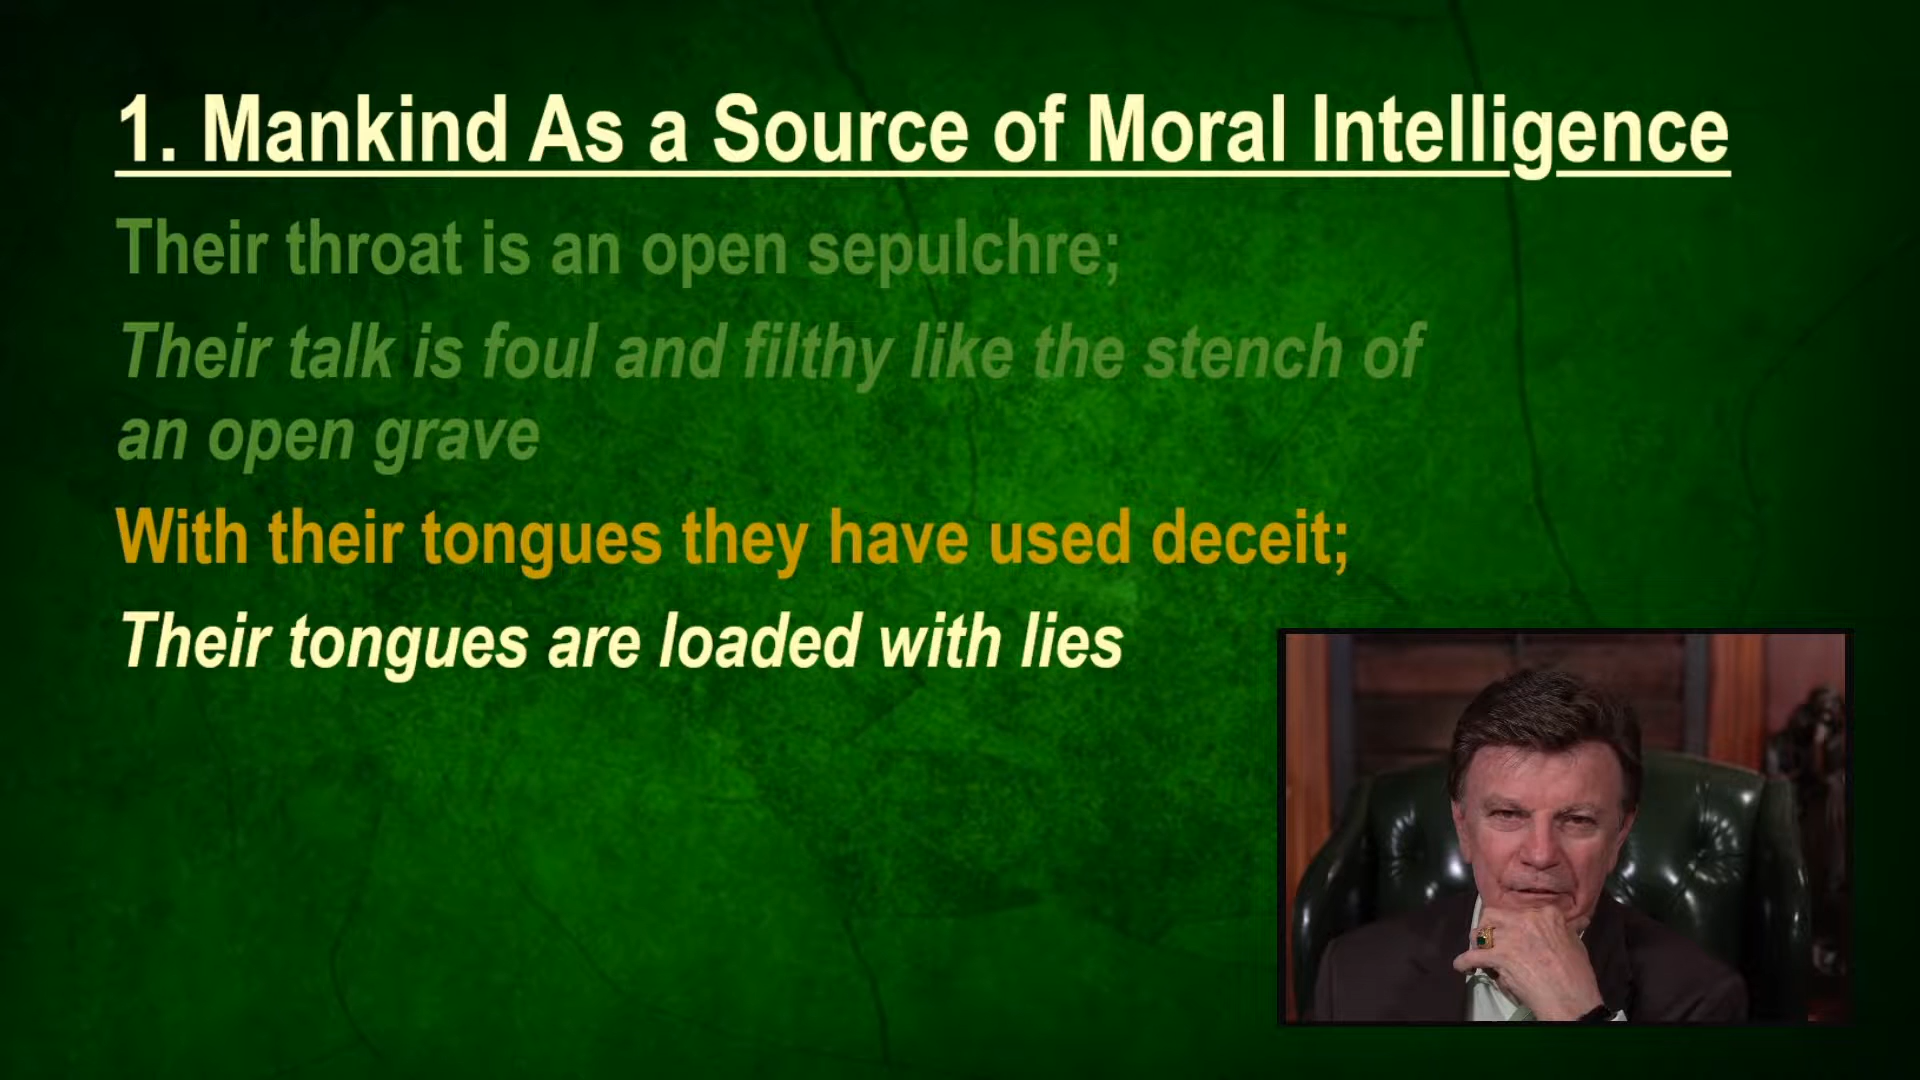 1. Mankind As a Source of Moral Intelligence
Their throat is an open sepulchre;
Their talk is foul and filthy like the stench of
an open grave
With their tongues they have used deceit;
Their tongues are loaded with lies